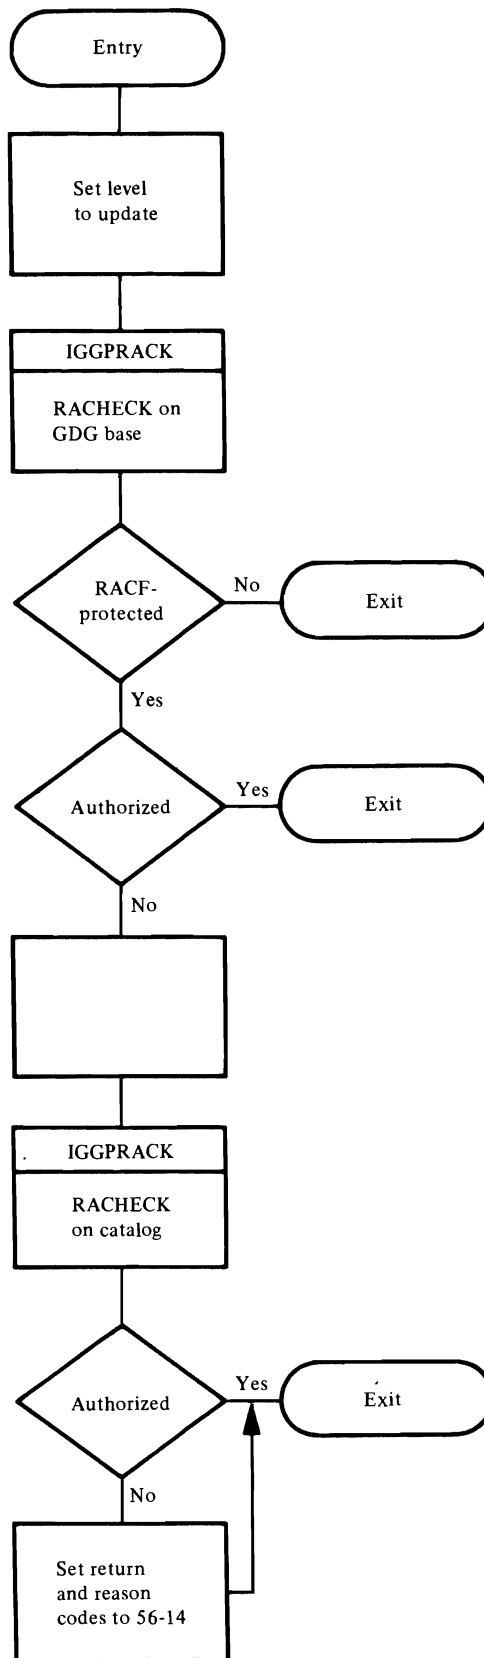 Entry
Set level
to update
IGGPRACK
RACHECK on
GDG base
RACF-
protected
No
Exit
Yes
Authorized
Yes
Exit
No
IGGPRACK
RACHECK
on catalog
Authorized
Yes
Exit
No
Set return
and reason
codes to 56-14